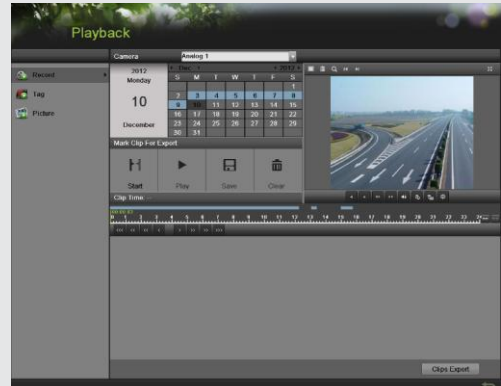 Playback
Camera Analog 1
Record
Tag
Picture
2012
Monday
10
December
Dec 2012
S M T W T F S
1
2 3 4 5 6 7 8
9 10 11 12 13 14 15
16 17 18 19 20 21 22
23 24 25 26 27 28 29
30 31
Mark Clip For Export
Start Play Save Clear
Clip Time: --
0 1 2 3 4 5 6 7 8 9 10 11 12 13 14 15 16 17 18 19 20 21 22 23 24
Clips Export